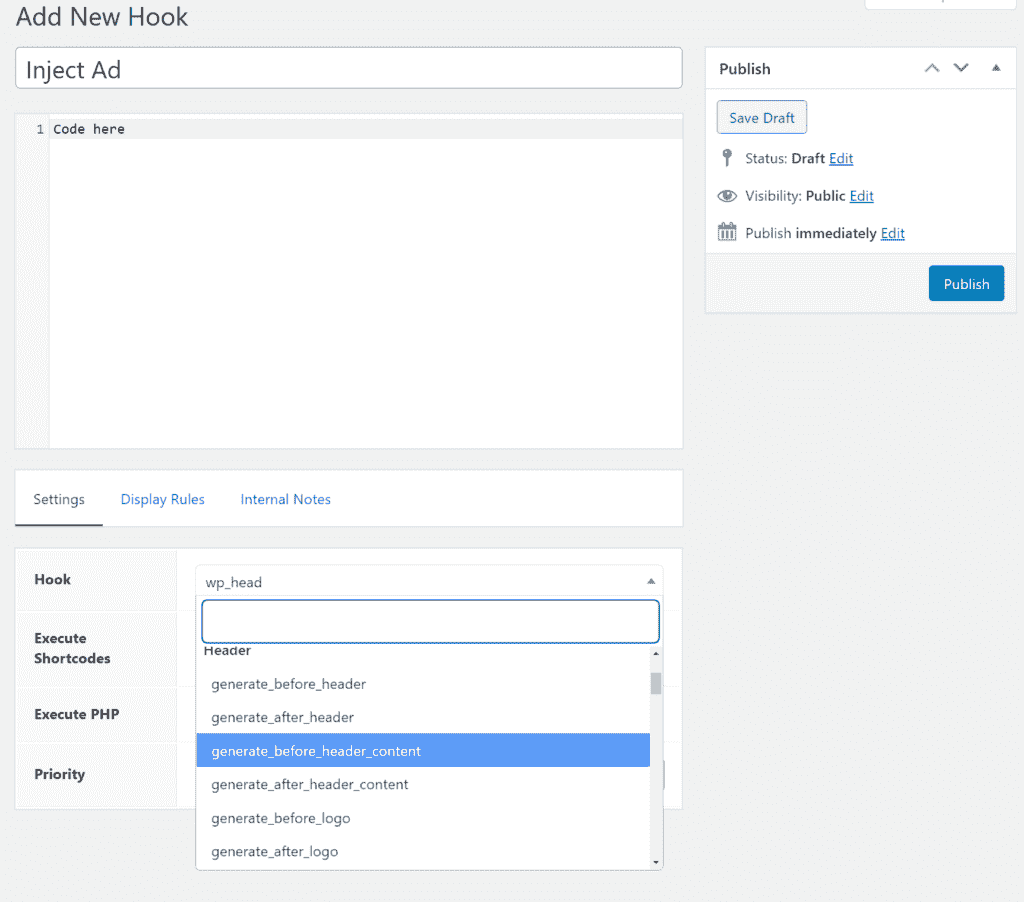 Add New Hook
Inject Ad
1 Code here
Settings Display Rules Internal Notes
Hook
wp_head
Header
generate_before_header
generate_after_header
generate_before_header_content
generate_after_header_content
generate_before_logo
generate_after_logo
Execute
Shortcodes
Execute PHP
Priority
Publish
Save Draft
Status: Draft Edit
Visibility: Public Edit
Publish immediately Edit
Publish